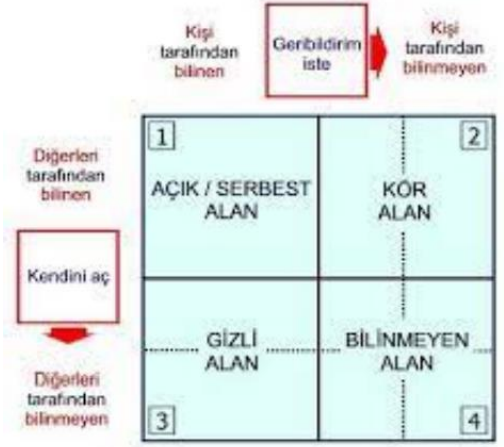 Kişi
tarafından
bilinen
Geribildirim
iste
Kişi
tarafından
bilinmeyen
Diğerleri
tarafından
bilinen
Kendini aç
Diğerleri
tarafından
bilinmeyen
1
AÇIK / SERBEST
ALAN
2
KÖR
ALAN
GİZLİ
ALAN
3
BİLİNMEYEN
ALAN
4